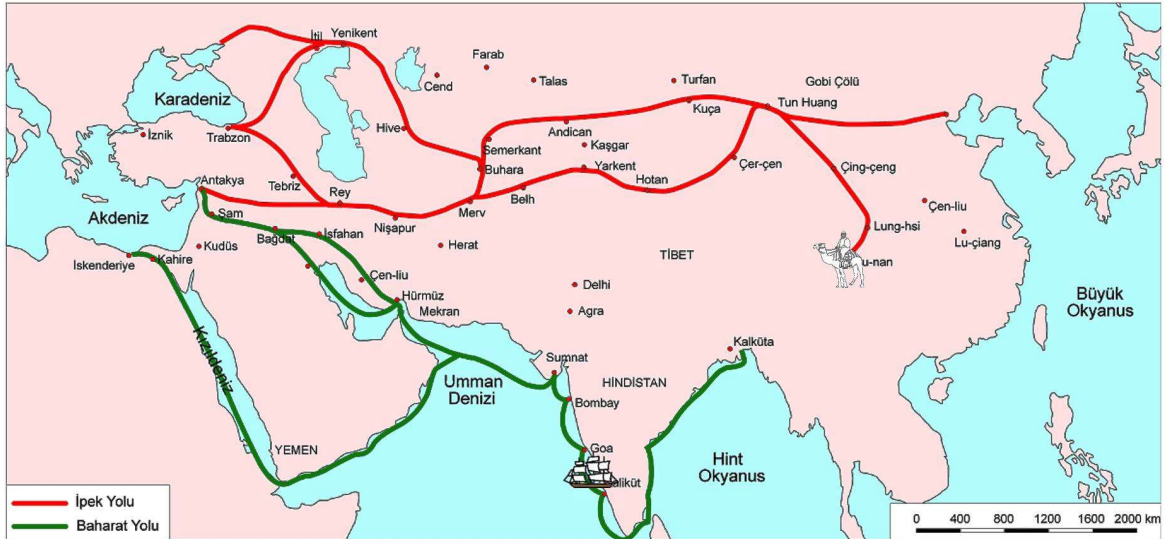 İtil
Yenikent
Farab
Cend
Talas
Turfan
Gobi Çölü
Karadeniz
Kuça
Tun Huang
İznik
Trabzon
Hive
Andican
Semerkant
Kaşgar
Buhara
Yarkent
Çer-çen
Çing-çeng
Antakya
Tebriz
Rey
Merv
Belh
Hotan
Akdeniz
Şam
Nişapur
Çen-liu
Bağdat
İsfahan
Lung-hsi
Lu-çiang
Kudüs
Herat
TİBET
İskenderiye
Kahire
u-nan
Çen-liu
Delhi
Hürmüz
Mekran
Agra
Büyük
Okyanus
Kızıldeniz
Kalküta
Sumnat
Umman
Denizi
HİNDİSTAN
Bombay
YEMEN
Goa
Hint
Okyanus
aliküt
İpek Yolu
Baharat Yolu
0 400 800 1200 1600 2000 km